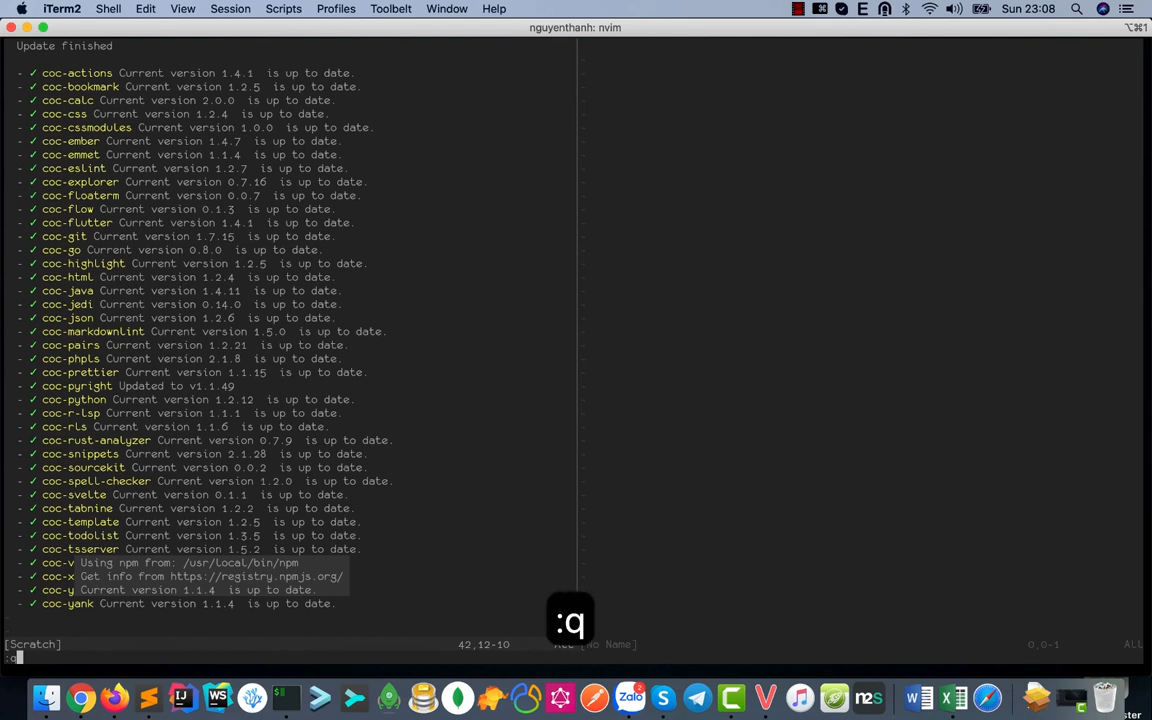 iTerm2 Shell Edit View Session Scripts Profiles Toolbelt Window Help Sun 23:08
nguyenthanh: nvim ⌥⌘1
Update finished
- ✓ coc-actions Current version 1.4.1 is up to date.
- ✓ coc-bookmark Current version 1.2.5 is up to date.
- ✓ coc-calc Current version 2.0.0 is up to date.
- ✓ coc-css Current version 1.2.4 is up to date.
- ✓ coc-cssmodules Current version 1.0.0 is up to date.
- ✓ coc-ember Current version 1.4.7 is up to date.
- ✓ coc-emmet Current version 1.1.4 is up to date.
- ✓ coc-eslint Current version 1.2.7 is up to date.
- ✓ coc-explorer Current version 0.7.16 is up to date.
- ✓ coc-floaterm Current version 0.0.7 is up to date.
- ✓ coc-flow Current version 0.1.3 is up to date.
- ✓ coc-flutter Current version 1.4.1 is up to date.
- ✓ coc-git Current version 1.7.15 is up to date.
- ✓ coc-go Current version 0.8.0 is up to date.
- ✓ coc-highlight Current version 1.2.5 is up to date.
- ✓ coc-html Current version 1.2.4 is up to date.
- ✓ coc-java Current version 1.4.11 is up to date.
- ✓ coc-jedi Current version 0.14.0 is up to date.
- ✓ coc-json Current version 1.2.6 is up to date.
- ✓ coc-markdownlint Current version 1.5.0 is up to date.
- ✓ coc-pairs Current version 1.2.21 is up to date.
- ✓ coc-phpls Current version 2.1.8 is up to date.
- ✓ coc-prettier Current version 1.1.15 is up to date.
- ✓ coc-pyright Updated to v1.1.49
- ✓ coc-python Current version 1.2.12 is up to date.
- ✓ coc-r-lsp Current version 1.1.1 is up to date.
- ✓ coc-rls Current version 1.1.6 is up to date.
- ✓ coc-rust-analyzer Current version 0.7.9 is up to date.
- ✓ coc-snippets Current version 2.1.28 is up to date.
- ✓ coc-sourcekit Current version 0.0.2 is up to date.
- ✓ coc-spell-checker Current version 1.2.0 is up to date.
- ✓ coc-svelte Current version 0.1.1 is up to date.
- ✓ coc-tabnine Current version 1.2.2 is up to date.
- ✓ coc-template Current version 1.2.5 is up to date.
- ✓ coc-todolist Current version 1.3.5 is up to date.
- ✓ coc-tsserver Current version 1.5.2 is up to date.
- ✓ coc-v Using npm from: /usr/local/bin/npm
- ✓ coc-x Get info from https://registry.npmjs.org/
- ✓ coc-y Current version 1.1.4 is up to date.
- ✓ coc-yank Current version 1.1.4 is up to date.
:q
[Scratch] 42,12-10 [No Name] 0,0-1 ALL
:q
IJ WS Zalo 2 n2s